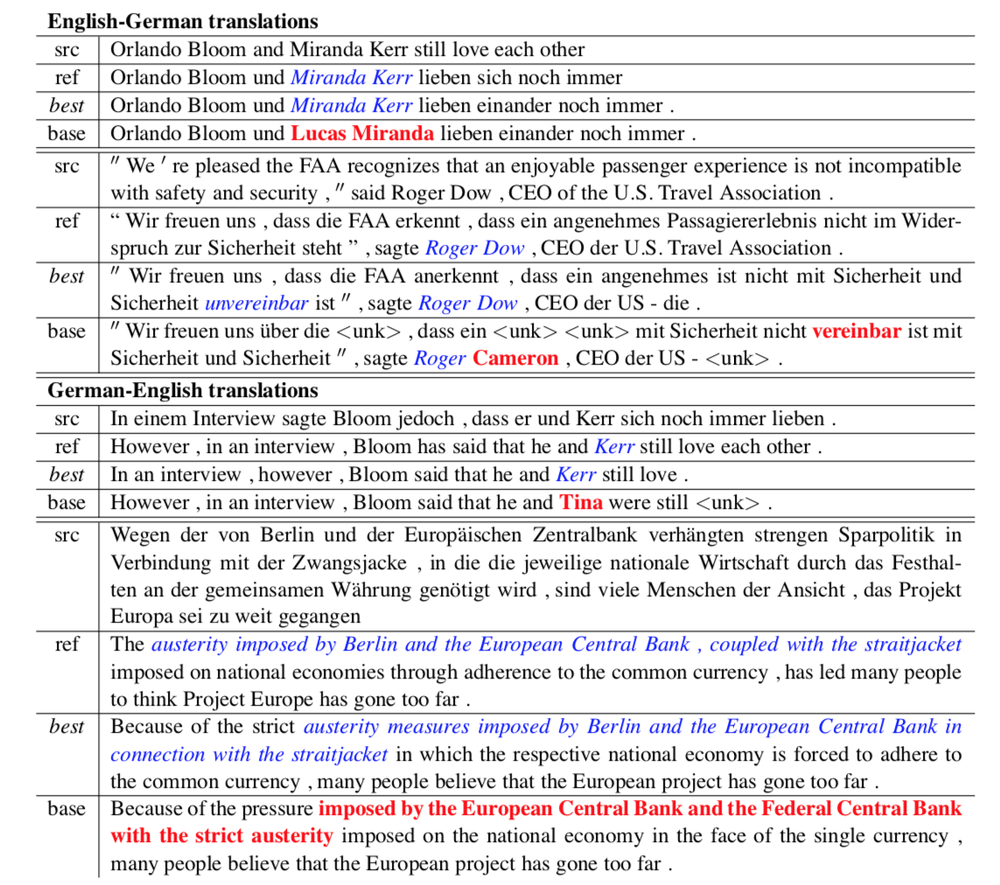 English-German translations
src Orlando Bloom and Miranda Kerr still love each other
ref Orlando Bloom und Miranda Kerr lieben sich noch immer
best Orlando Bloom und Miranda Kerr lieben einander noch immer .
base Orlando Bloom und Lucas Miranda lieben einander noch immer .
src ″ We ′ re pleased the FAA recognizes that an enjoyable passenger experience is not incompatible
with safety and security , ″ said Roger Dow , CEO of the U.S. Travel Association .
ref “ Wir freuen uns , dass die FAA erkennt , dass ein angenehmes Passagiererlebnis nicht im Wider-
spruch zur Sicherheit steht ” , sagte Roger Dow , CEO der U.S. Travel Association .
best ″ Wir freuen uns , dass die FAA anerkennt , dass ein angenehmes ist nicht mit Sicherheit und
Sicherheit unvereinbar ist ″ , sagte Roger Dow , CEO der US - die .
base ″ Wir freuen uns über die <unk> , dass ein <unk> <unk> mit Sicherheit nicht vereinbar ist mit
Sicherheit und Sicherheit ″ , sagte Roger Cameron , CEO der US - <unk> .
German-English translations
src In einem Interview sagte Bloom jedoch , dass er und Kerr sich noch immer lieben .
ref However , in an interview , Bloom has said that he and Kerr still love each other .
best In an interview , however , Bloom said that he and Kerr still love .
base However , in an interview , Bloom said that he and Tina were still <unk> .
src Wegen der von Berlin und der Europäischen Zentralbank verhängten strengen Sparpolitik in
Verbindung mit der Zwangsjacke , in die die jeweilige nationale Wirtschaft durch das Festhal-
ten an der gemeinsamen Währung genötigt wird , sind viele Menschen der Ansicht , das Projekt
Europa sei zu weit gegangen
ref The austerity imposed by Berlin and the European Central Bank , coupled with the straitjacket
imposed on national economies through adherence to the common currency , has led many people
to think Project Europe has gone too far .
best Because of the strict austerity measures imposed by Berlin and the European Central Bank in
connection with the straitjacket in which the respective national economy is forced to adhere to
the common currency , many people believe that the European project has gone too far .
base Because of the pressure imposed by the European Central Bank and the Federal Central Bank
with the strict austerity imposed on the national economy in the face of the single currency ,
many people believe that the European project has gone too far .